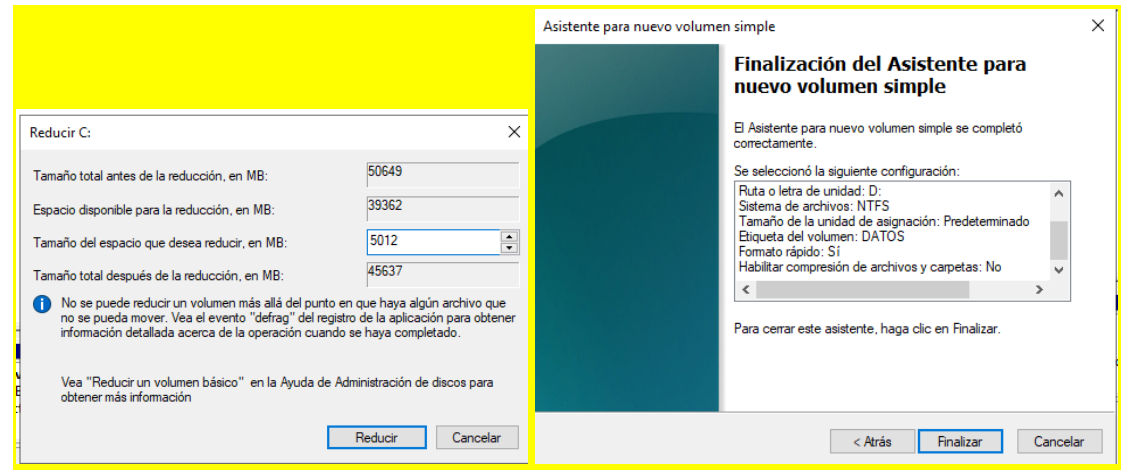 Reducir C:
Tamaño total antes de la reducción, en MB: 50649
Espacio disponible para la reducción, en MB: 39362
Tamaño del espacio que desea reducir, en MB: 5012
Tamaño total después de la reducción, en MB: 45637
No se puede reducir un volumen más allá del punto en que haya algún archivo que
no se pueda mover. Vea el evento "defrag" del registro de la aplicación para obtener
información detallada acerca de la operación cuando se haya completado.
Vea "Reducir un volumen básico" en la Ayuda de Administración de discos para
obtener más información
Reducir Cancelar
Asistente para nuevo volumen simple
Finalización del Asistente para
nuevo volumen simple
El Asistente para nuevo volumen simple se completó
correctamente.
Se seleccionó la siguiente configuración:
Ruta o letra de unidad: D:
Sistema de archivos: NTFS
Tamaño de la unidad de asignación: Predeterminado
Etiqueta del volumen: DATOS
Formato rápido: Sí
Habilitar compresión de archivos y carpetas: No
Para cerrar este asistente, haga clic en Finalizar.
< Atrás Finalizar Cancelar